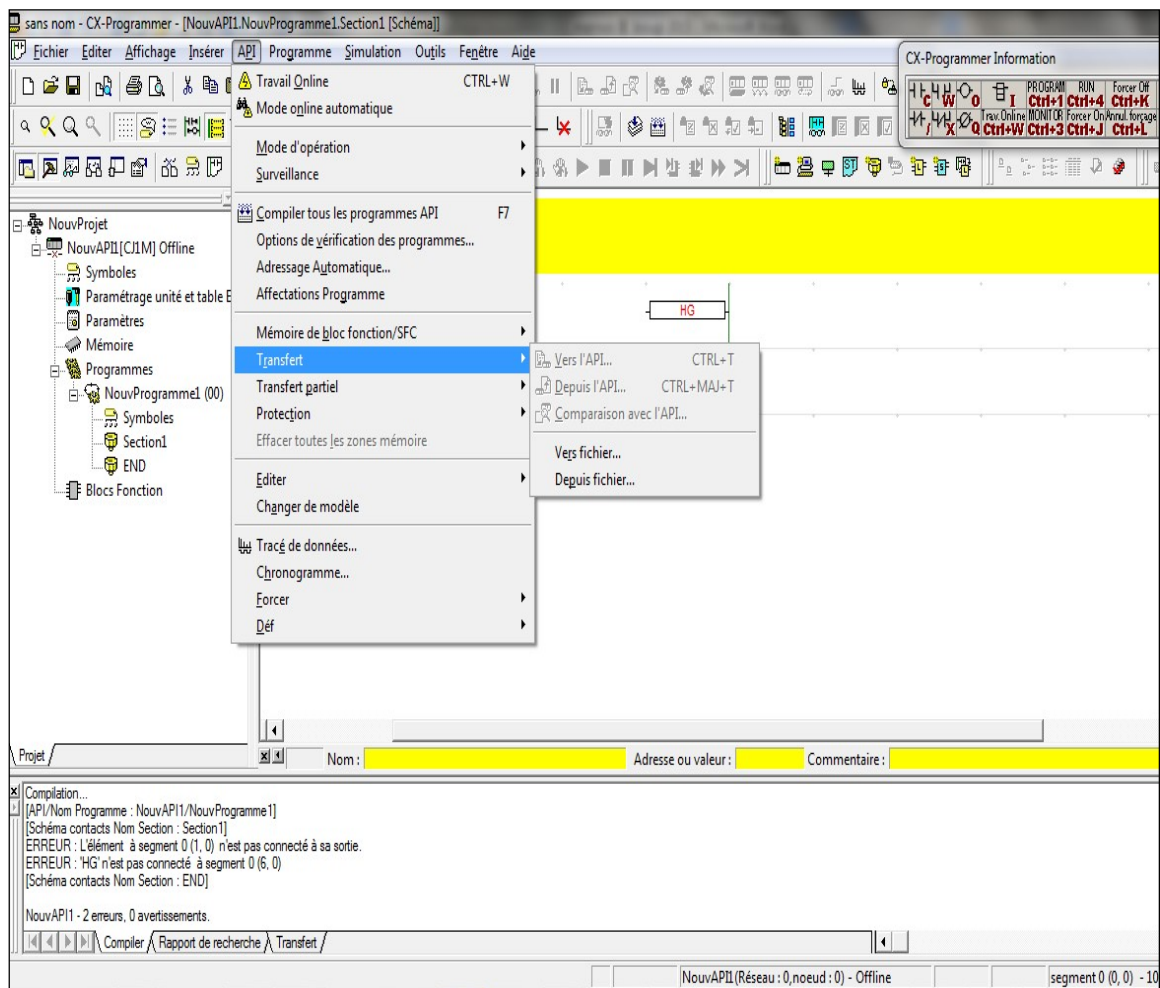 sans nom - CX-Programmer - [NouvAPI1.NouvProgramme1.Section1 [Schéma]]
Fichier Editer Affichage Insérer API Programme Simulation Outils Fenêtre Aide
CX-Programmer Information
C W O I PROGRAM Ctrl+1 RUN Ctrl+4 Forcer Off Ctrl+K
/ X Q Trav.Online Ctrl+W MONITOR Ctrl+3 Forcer On Ctrl+J Annul.forçage Ctrl+L
Travail Online CTRL+W
Mode online automatique
Mode d'opération
Surveillance
Compiler tous les programmes API F7
Options de vérification des programmes...
Adressage Automatique...
Affectations Programme
Mémoire de bloc fonction/SFC
Transfert
Transfert partiel
Protection
Effacer toutes les zones mémoire
Editer
Changer de modèle
Tracé de données...
Chronogramme...
Forcer
Déf
Vers l'API... CTRL+T
Depuis l'API... CTRL+MAJ+T
Comparaison avec l'API...
Vers fichier...
Depuis fichier...
HG
NouvProjet
NouvAPI1[CJ1M] Offline
Symboles
Paramétrage unité et table E
Paramètres
Mémoire
Programmes
NouvProgramme1 (00)
Symboles
Section1
END
Blocs Fonction
Projet
Nom : Adresse ou valeur : Commentaire :
Compilation...
[API/Nom Programme : NouvAPI1/NouvProgramme1]
[Schéma contacts Nom Section : Section1]
ERREUR : L'élément à segment 0 (1, 0) n'est pas connecté à sa sortie.
ERREUR : 'HG' n'est pas connecté à segment 0 (6, 0)
[Schéma contacts Nom Section : END]
NouvAPI1 - 2 erreurs, 0 avertissements.
Compiler Rapport de recherche Transfert
NouvAPI1(Réseau : 0,noeud : 0) - Offline
segment 0 (0, 0) - 10